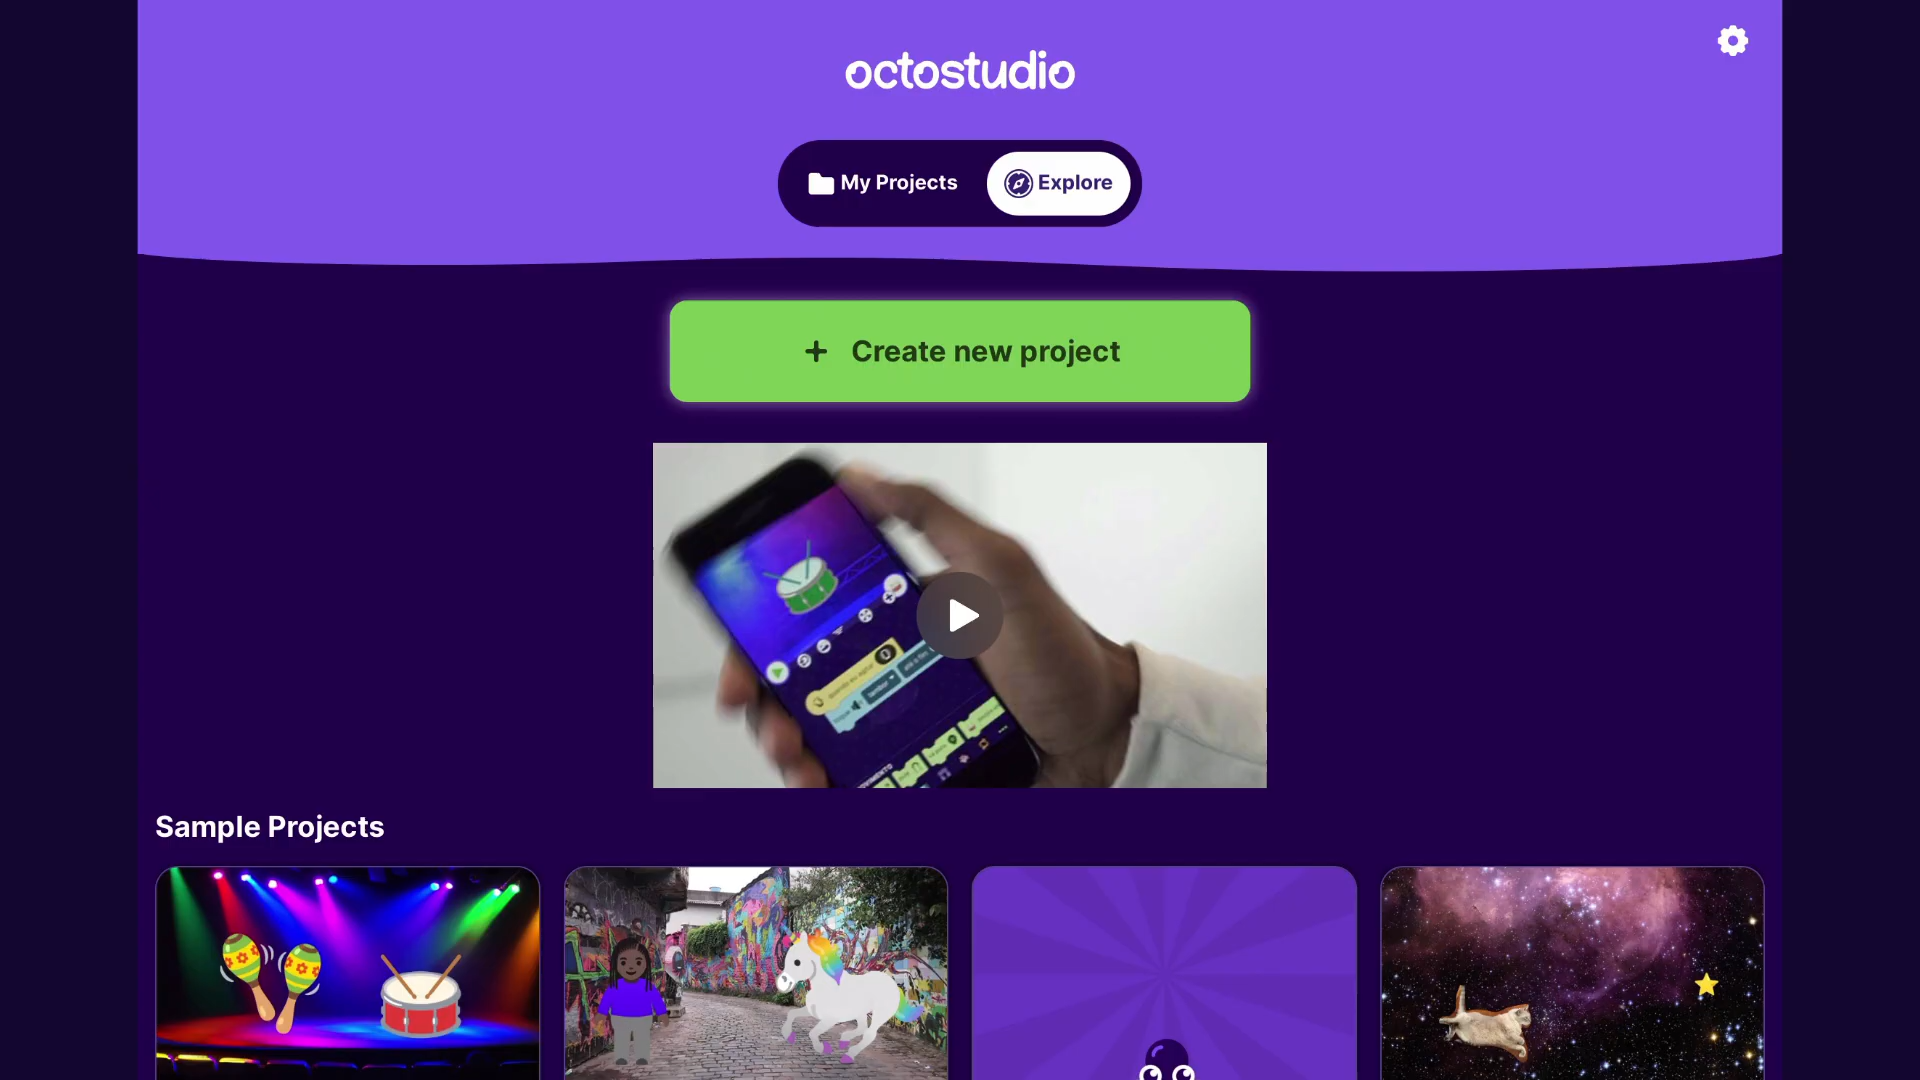 octostudio
My Projects
Explore
+ Create new project
Sample Projects